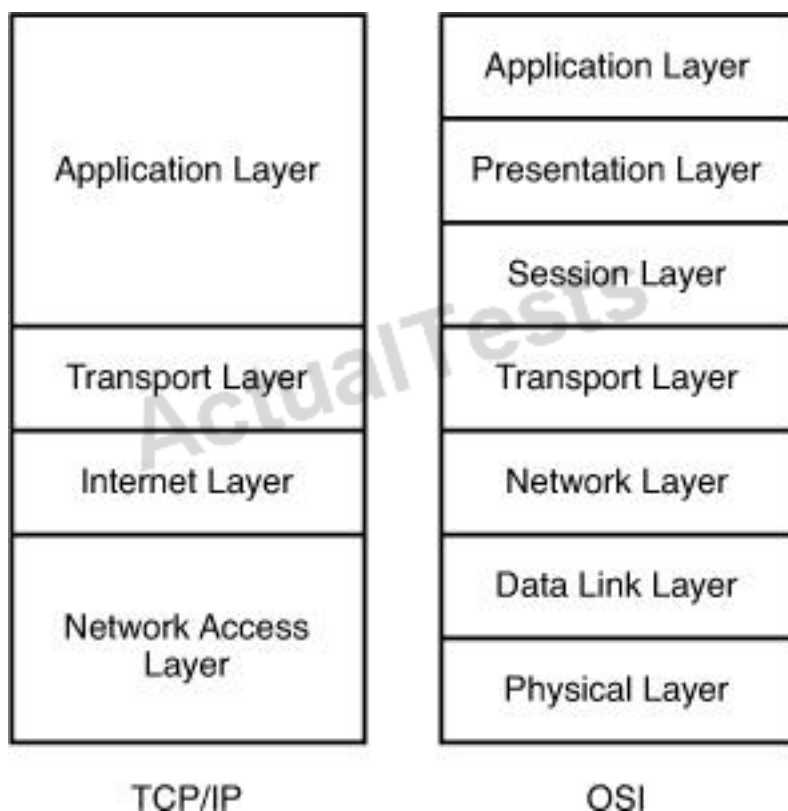 Application Layer
Transport Layer
Internet Layer
Network Access
Layer
TCP/IP
Application Layer
Presentation Layer
Session Layer
Transport Layer
Network Layer
Data Link Layer
Physical Layer
OSI
ActualTests